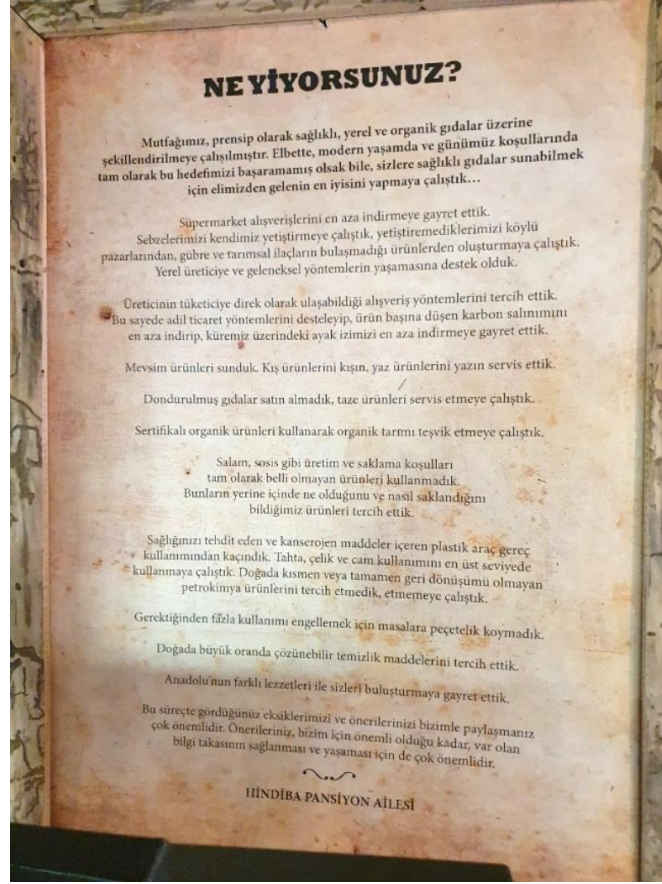 NE YİYORSUNUZ?
Mutfağımız, prensip olarak sağlıklı, yerel ve organik gıdalar üzerine
şekillendirilmeye çalışılmıştır. Elbette, modern yaşamda ve günümüz koşullarında
tam olarak bu hedefimizi başaramamış olsak bile, sizlere sağlıklı gıdalar sunabilmek
için elimizden gelenin en iyisini yapmaya çalıştık...
Süpermarket alışverişlerini en aza indirmeye gayret ettik.
Sebzelerimizi kendimiz yetiştirmeye çalıştık, yetiştiremediklerimizi köylü
pazarlarından, gübre ve tarımsal ilaçların bulaşmadığı ürünlerden oluşturmaya çalıştık.
Yerel üreticiye ve geleneksel yöntemlerin yaşamasına destek olduk.
Üreticinin tüketiciye direk olarak ulaşabildiği alışveriş yöntemlerini tercih ettik.
Bu sayede adil ticaret yöntemlerini desteleyip, ürün başına düşen karbon salınımını
en aza indirip, küremiz üzerindeki ayak izimizi en aza indirmeye gayret ettik.
Mevsim ürünleri sunduk. Kış ürünlerini kışın, yaz ürünlerini yazın servis ettik.
Dondurulmuş gıdalar satın almadık, taze ürünleri servis etmeye çalıştık.
Sertifikalı organik ürünleri kullanarak organik tarımı teşvik etmeye çalıştık.
Salam, sosis gibi üretim ve saklama koşulları
tam olarak belli olmayan ürünleri kullanmadık.
Bunların yerine içinde ne olduğunu ve nasıl saklandığını
bildiğimiz ürünleri tercih ettik.
Sağlığınızı tehdit eden ve kanserojen maddeler içeren plastik araç gereç
kullanımından kaçındık. Tahta, çelik ve cam kullanımını en üst seviyede
kullanmaya çalıştık. Doğada kısmen veya tamamen geri dönüşümü olmayan
petrokimya ürünlerini tercih etmedik, etmemeye çalıştık.
Gerektiğinden fazla kullanımı engellemek için masalara peçetelik koymadık.
Doğada büyük oranda çözünebilir temizlik maddelerini tercih ettik.
Anadolu'nun farklı lezzetleri ile sizleri buluşturmaya gayret ettik.
Bu süreçte gördüğünüz eksiklerimizi ve önerilerinizi bizimle paylaşmanız
çok önemlidir. Önerileriniz, bizim için önemli olduğu kadar, var olan
bilgi takasının sağlanması ve yaşaması için de çok önemlidir.
HİNDİBA PANSİYON AİLESİ